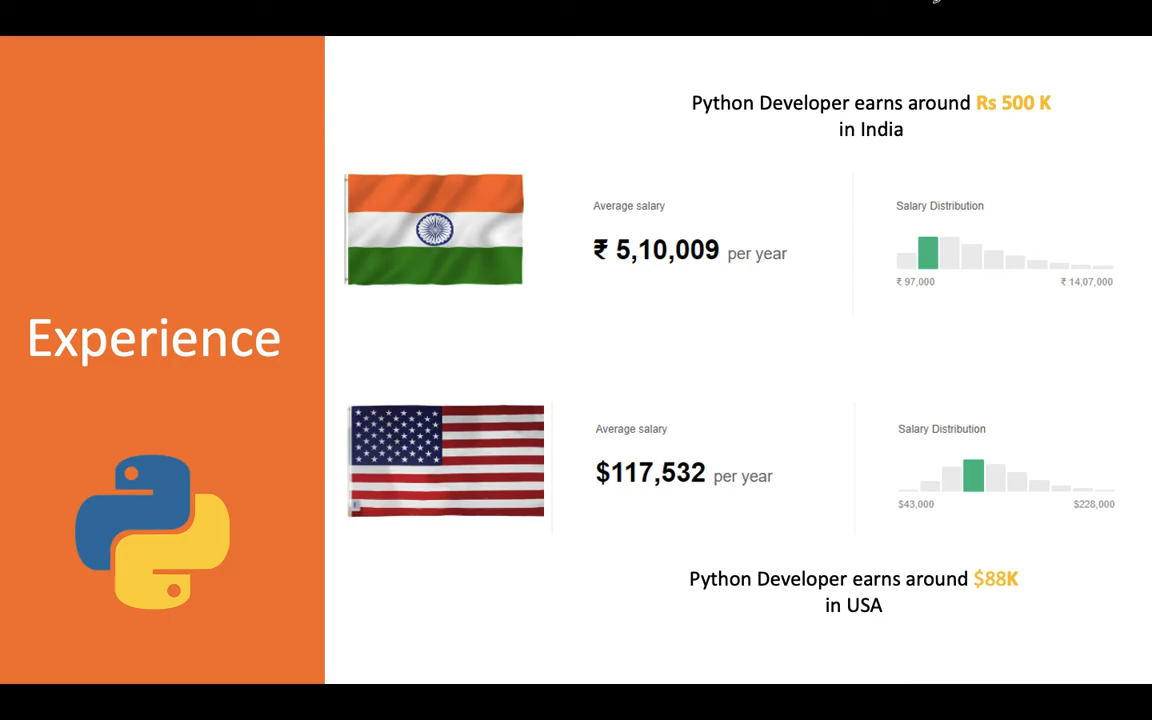 Python Developer earns around Rs 500 K
in India
Average salary
₹ 5,10,009 per year
Salary Distribution
₹ 97,000
₹ 14,07,000
Experience
Average salary
$117,532 per year
Salary Distribution
$43,000
$228,000
Python Developer earns around $88K
in USA